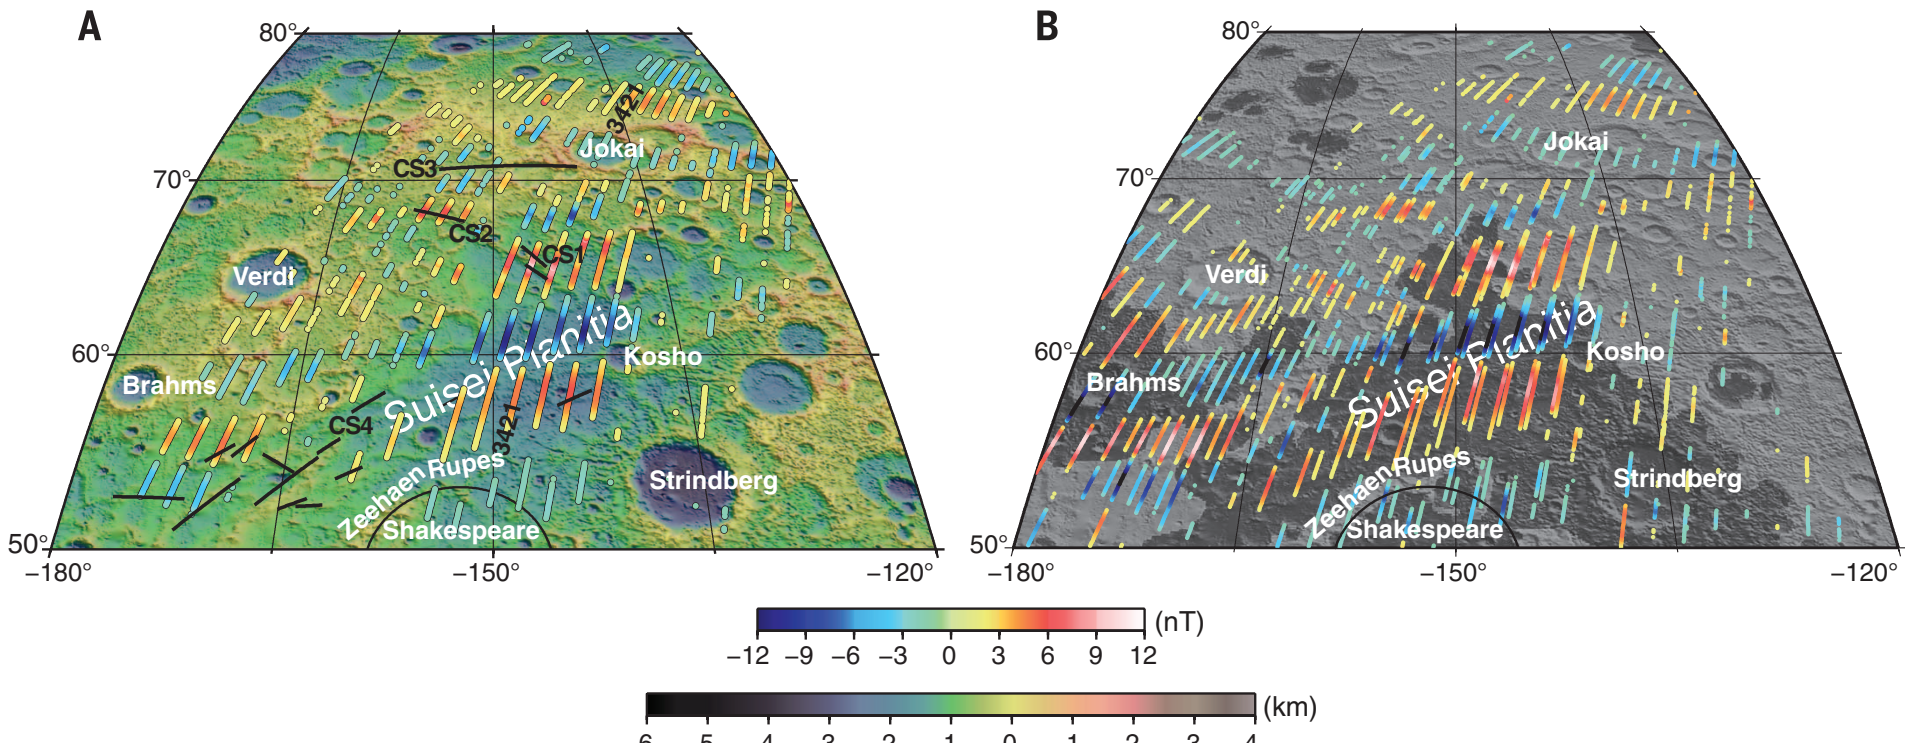 A
B
80°
80°
3421
Jokai
Jokai
CS3
70°
70°
CS2
CS1
Verdi
Verdi
Suisei Planitia
Suisei Planitia
60°
60°
Kosho
Kosho
Brahms
Brahms
CS4
3421
Zeehaen Rupes
Zeehaen Rupes
Strindberg
Strindberg
Shakespeare
Shakespeare
50°
50°
−180° −150° −120°
−180° −150° −120°
(nT)
−12 −9 −6 −3 0 3 6 9 12
(km)